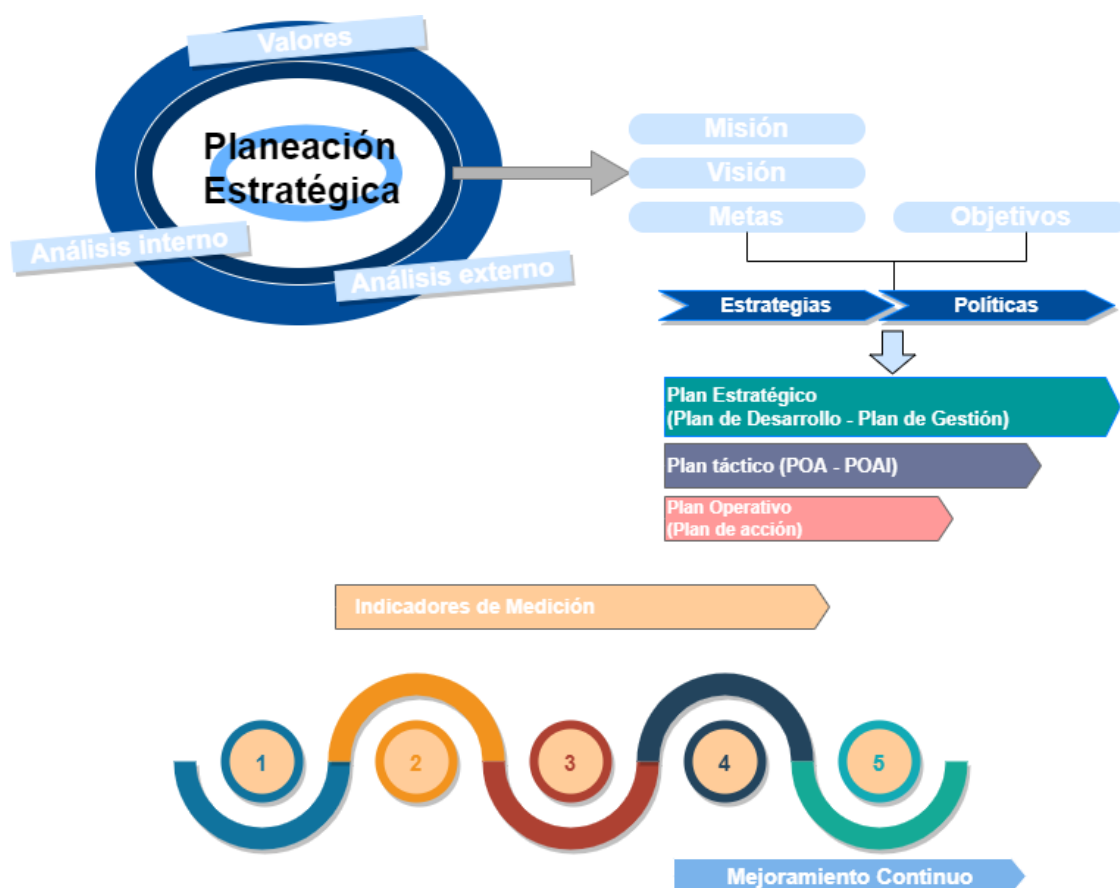 Valores
Planeación
Estratégica
Análisis interno
Análisis externo
Misión
Visión
Metas
Objetivos
Estrategias
Políticas
Plan Estratégico
(Plan de Desarrollo - Plan de Gestión)
Plan táctico (POA - POAI)
Plan Operativo
(Plan de acción)
Indicadores de Medición
1
2
3
4
5
Mejoramiento Continuo